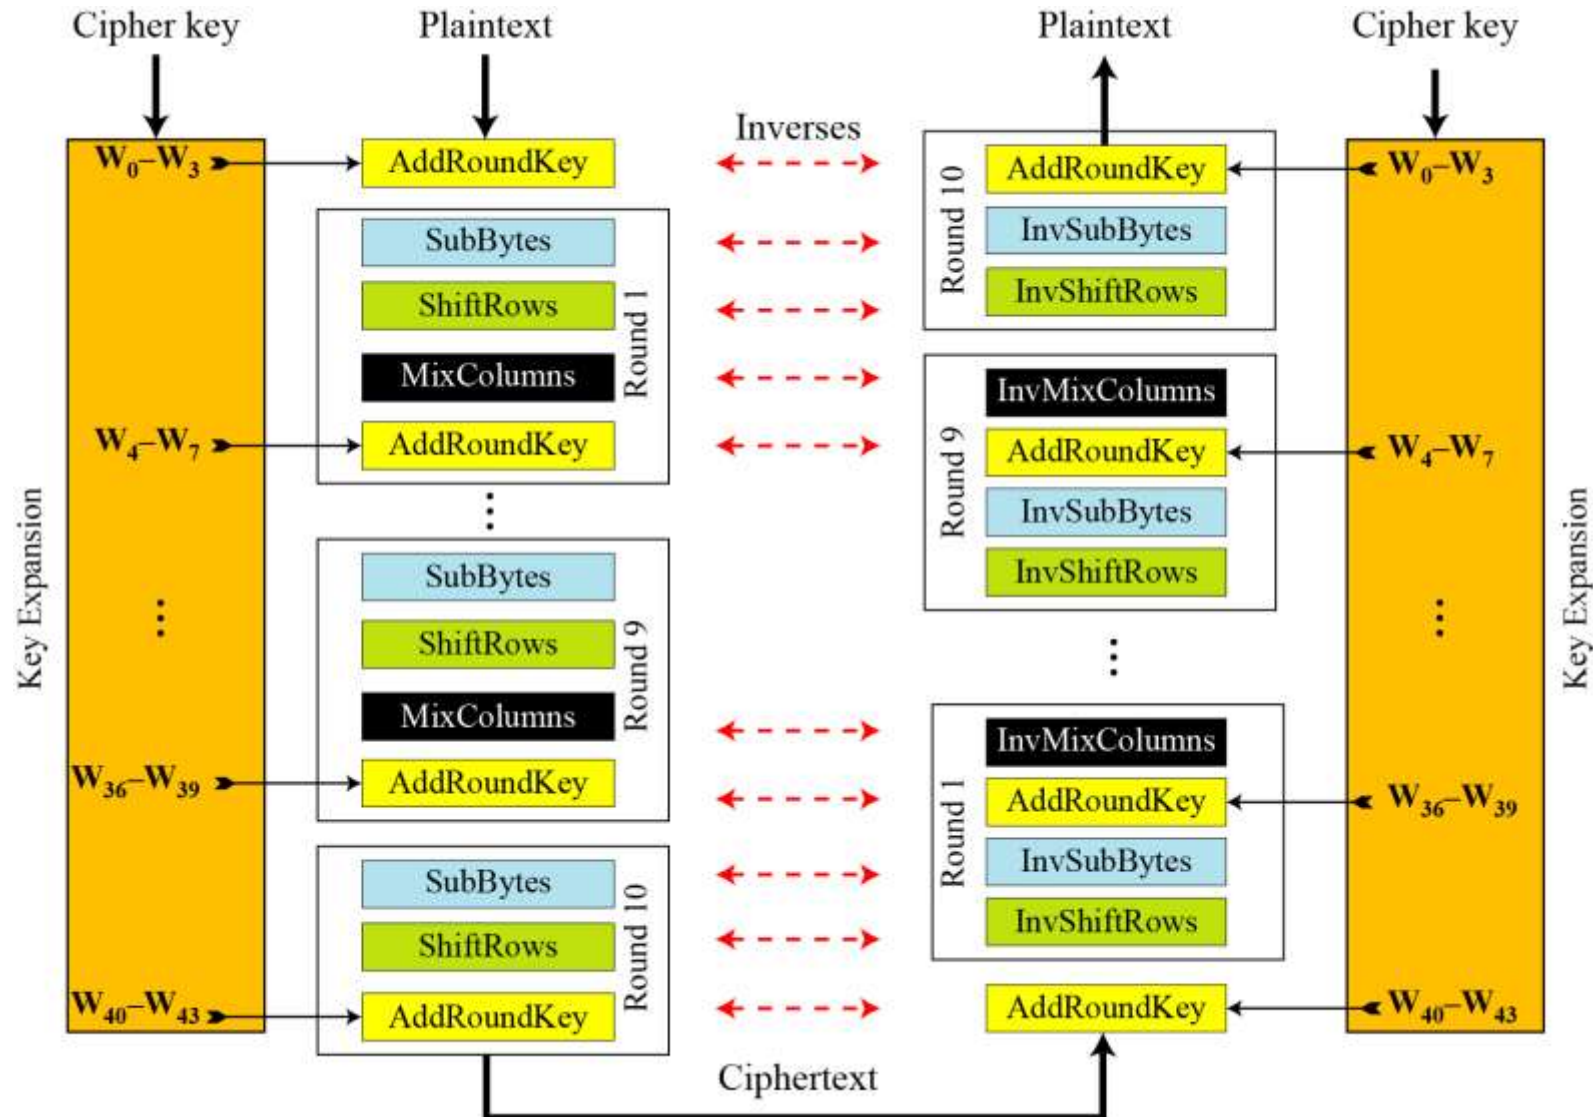 Cipher key
Plaintext
Plaintext
Cipher key
Inverses
Key Expansion
W0–W3
W4–W7
⋮
W36–W39
W40–W43
AddRoundKey
Round 1
SubBytes
ShiftRows
MixColumns
AddRoundKey
⋮
Round 9
SubBytes
ShiftRows
MixColumns
AddRoundKey
Round 10
SubBytes
ShiftRows
AddRoundKey
Ciphertext
Round 10
AddRoundKey
InvSubBytes
InvShiftRows
Round 9
InvMixColumns
AddRoundKey
InvSubBytes
InvShiftRows
⋮
Round 1
InvMixColumns
AddRoundKey
InvSubBytes
InvShiftRows
AddRoundKey
W0–W3
W4–W7
⋮
W36–W39
W40–W43
Key Expansion